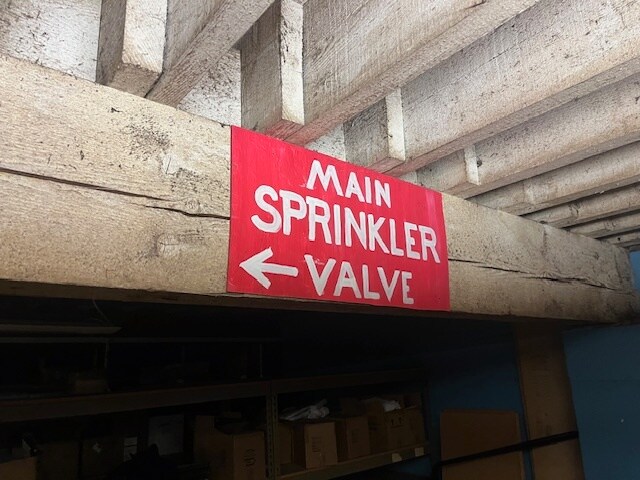 MAIN
SPRINKLER
← VALVE